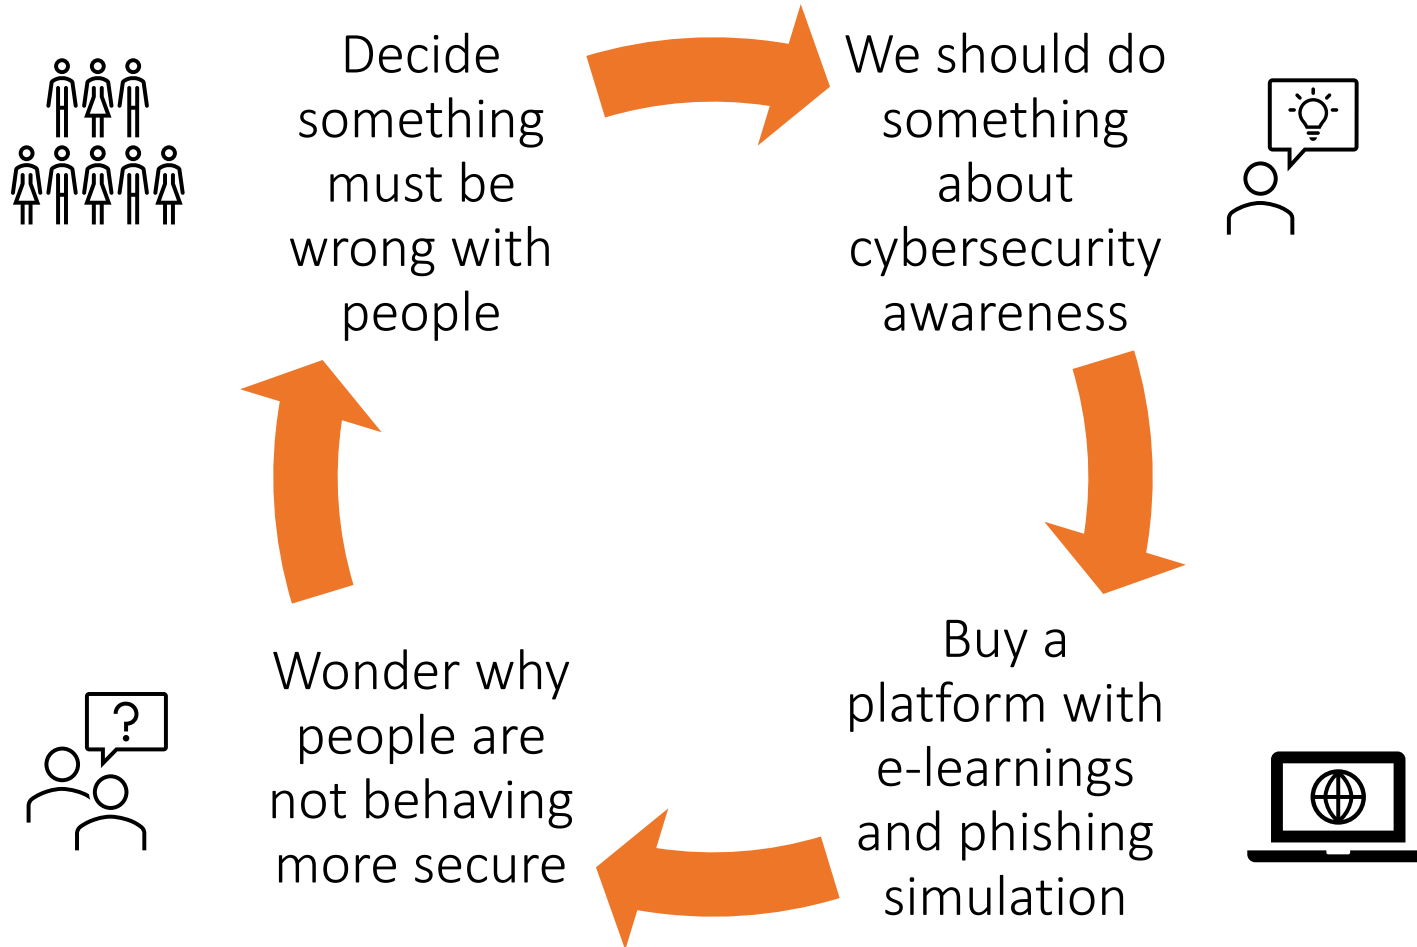 Decide
something
must be
wrong with
people
We should do
something
about
cybersecurity
awareness
Buy a
platform with
e-learnings
and phishing
simulation
Wonder why
people are
not behaving
more secure
?